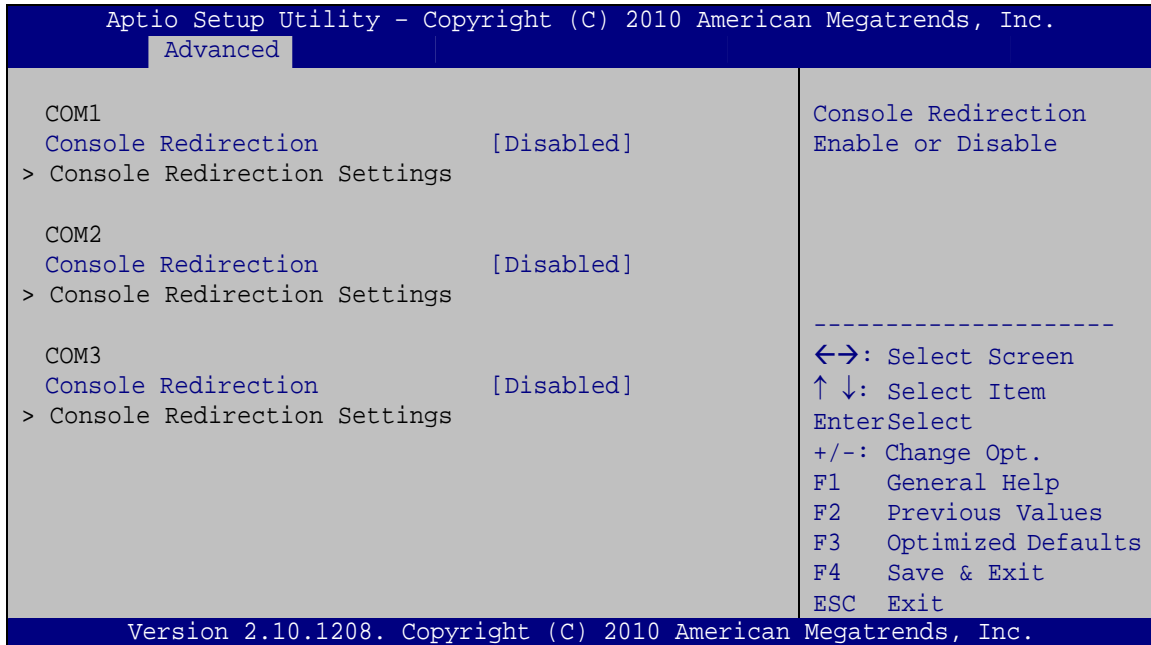 Aptio Setup Utility – Copyright (C) 2010 American Megatrends, Inc.
Advanced
COM1
Console Redirection [Disabled]
> Console Redirection Settings
COM2
Console Redirection [Disabled]
> Console Redirection Settings
COM3
Console Redirection [Disabled]
> Console Redirection Settings
Console Redirection
Enable or Disable
---------------------
←→: Select Screen
↑ ↓: Select Item
EnterSelect
+/-: Change Opt.
F1 General Help
F2 Previous Values
F3 Optimized Defaults
F4 Save & Exit
ESC Exit
Version 2.10.1208. Copyright (C) 2010 American Megatrends, Inc.